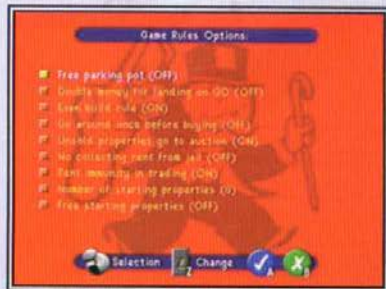 Game Rules Options:
Free parking pot (OFF)
Double money for landing on GO (OFF)
Even build rule (ON)
Go around once before buying (OFF)
Unsold properties go to auction (ON)
No collecting rent from jail (OFF)
Rent immunity in trading (ON)
Number of starting properties (0)
Free starting properties (OFF)
Selection Z Change A B